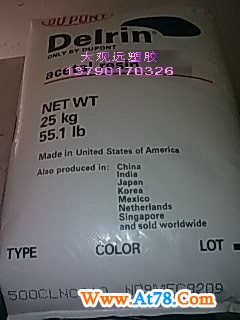 DUPONT
Delrin
ONLY BY DUPONT
大观远塑胶
acetal resin
13790170326
NET WT
25 kg
55.1 lb
Made in United States of America
Also produced in: China
India
Japan
Korea
Mexico
Netherlands
Singapore
and sold worldwide
TYPE COLOR LOT
www.At78.Com